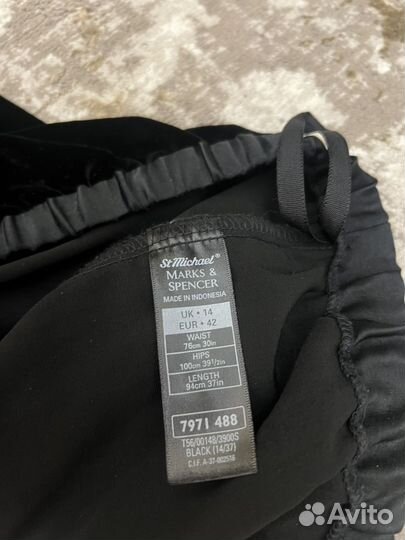 St Michael®
MARKS &
SPENCER
MADE IN INDONESIA
UK • 14
EUR • 42
WAIST
76cm 30in
HIPS
100cm 39½in
LENGTH
94cm 37in
7971 488
T56/00148/3900S
BLACK (14/37)
C.I.F. A-37-002516
Avito